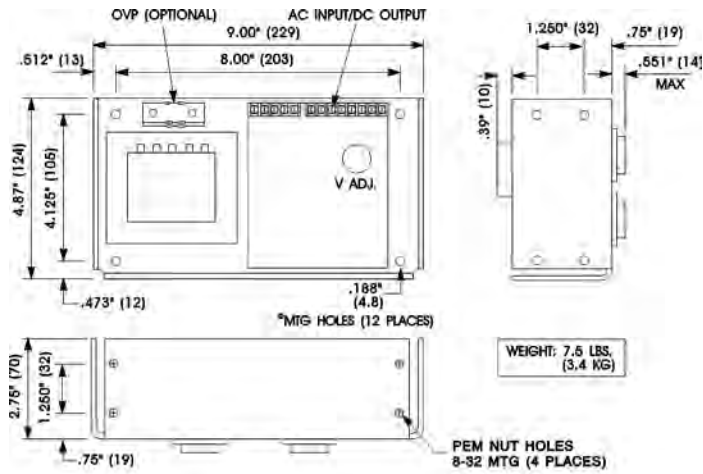 OVP (OPTIONAL)
AC INPUT/DC OUTPUT
9.00" (229)
.512" (13)
8.00" (203)
1.250" (32)
.75" (19)
.551" (14)
MAX
.39" (10)
4.87" (124)
4.125" (105)
V ADJ.
.473" (12)
.188"
(4.8)
MTG HOLES (12 PLACES)
2.75" (70)
1.250" (32)
WEIGHT: 7.5 LBS.
(3.4 KG)
.75" (19)
PEM NUT HOLES
8-32 MTG (4 PLACES)